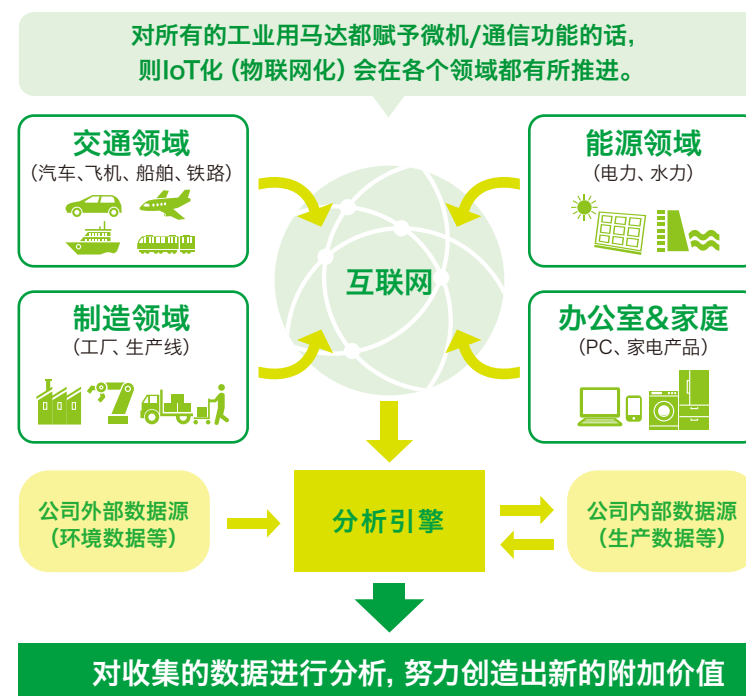 对所有的工业用马达都赋予微机/通信功能的话,
则IoT化（物联网化）会在各个领域都有所推进。
交通领域
（汽车、飞机、船舶、铁路）
能源领域
（电力、水力）
互联网
制造领域
（工厂、生产线）
办公室&家庭
（PC、家电产品）
公司外部数据源
（环境数据等）
分析引擎
公司内部数据源
（生产数据等）
对收集的数据进行分析, 努力创造出新的附加价值